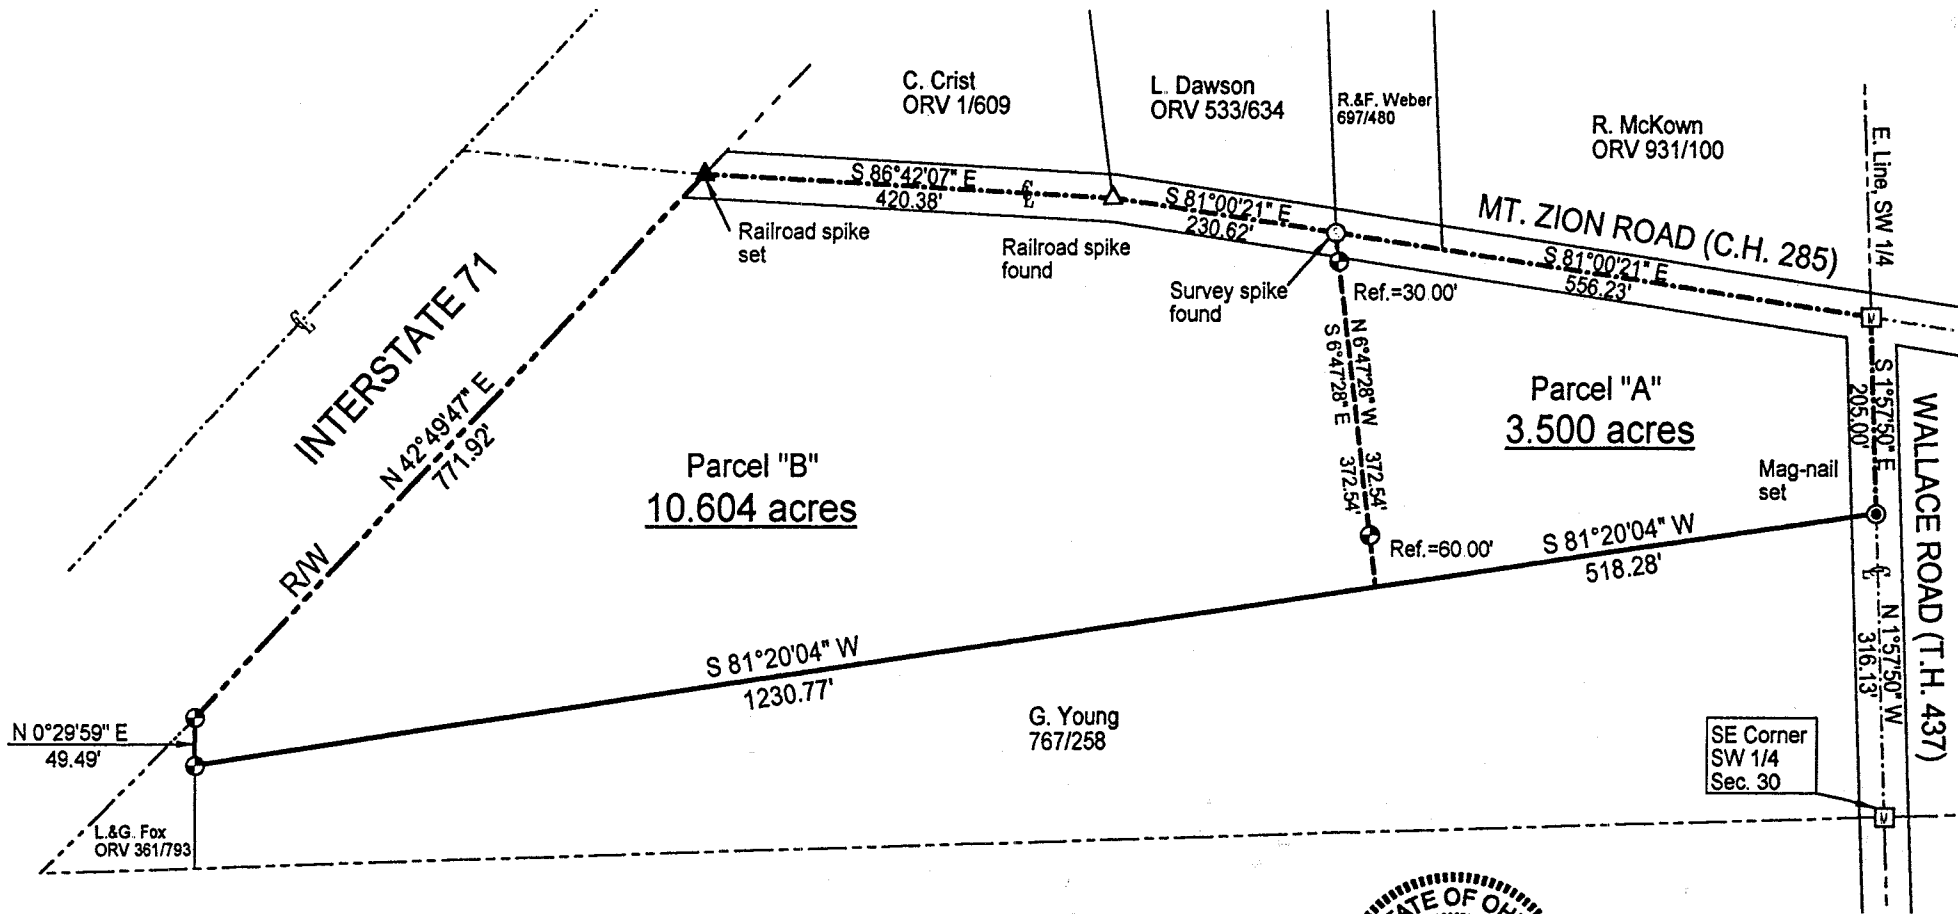 C. Crist
ORV 1/609
L. Dawson
ORV 533/634
R.&F. Weber
697/480
R. McKown
ORV 931/100
E. Line, SW 1/4
S 86°42'07" E
420.38'
S 81°00'21" E
230.62'
MT. ZION ROAD (C.H. 285)
S 81°00'21" E
556.23'
Railroad spike
set
Railroad spike
found
Survey spike
found
Ref.=30.00'
INTERSTATE 71
N 42°49'47" E
771.92'
R/W
N 6°47'28" W 372.54'
S 6°47'28" E 372.54'
Parcel "A"
3.500 acres
S 1°57'50" E
205.00'
WALLACE ROAD (T.H. 437)
Parcel "B"
10.604 acres
Mag-nail
set
Ref.=60.00'
S 81°20'04" W
518.28'
N 1°57'50" W
316.13'
S 81°20'04" W
1230.77'
N 0°29'59" E
49.49'
G. Young
767/258
SE Corner
SW 1/4
Sec. 30
L.&G. Fox
ORV 361/793